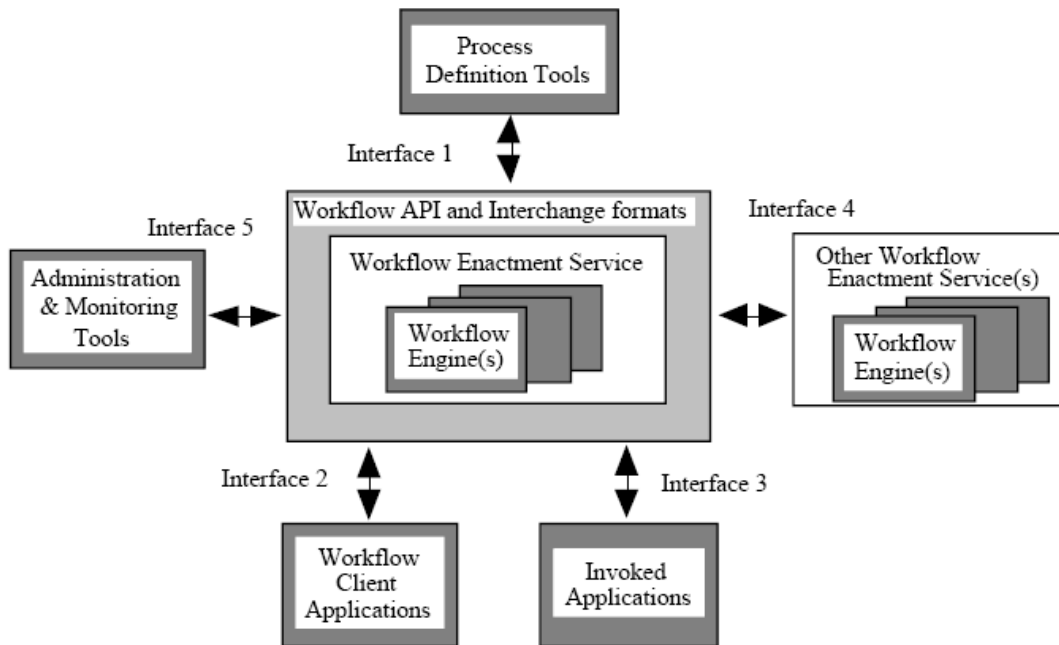 Process
Definition Tools
Interface 1
Workflow API and Interchange formats
Interface 5
Interface 4
Administration
& Monitoring
Tools
Workflow Enactment Service
Workflow
Engine(s)
Other Workflow
Enactment Service(s)
Workflow
Engine(s)
Interface 2
Interface 3
Workflow
Client
Applications
Invoked
Applications